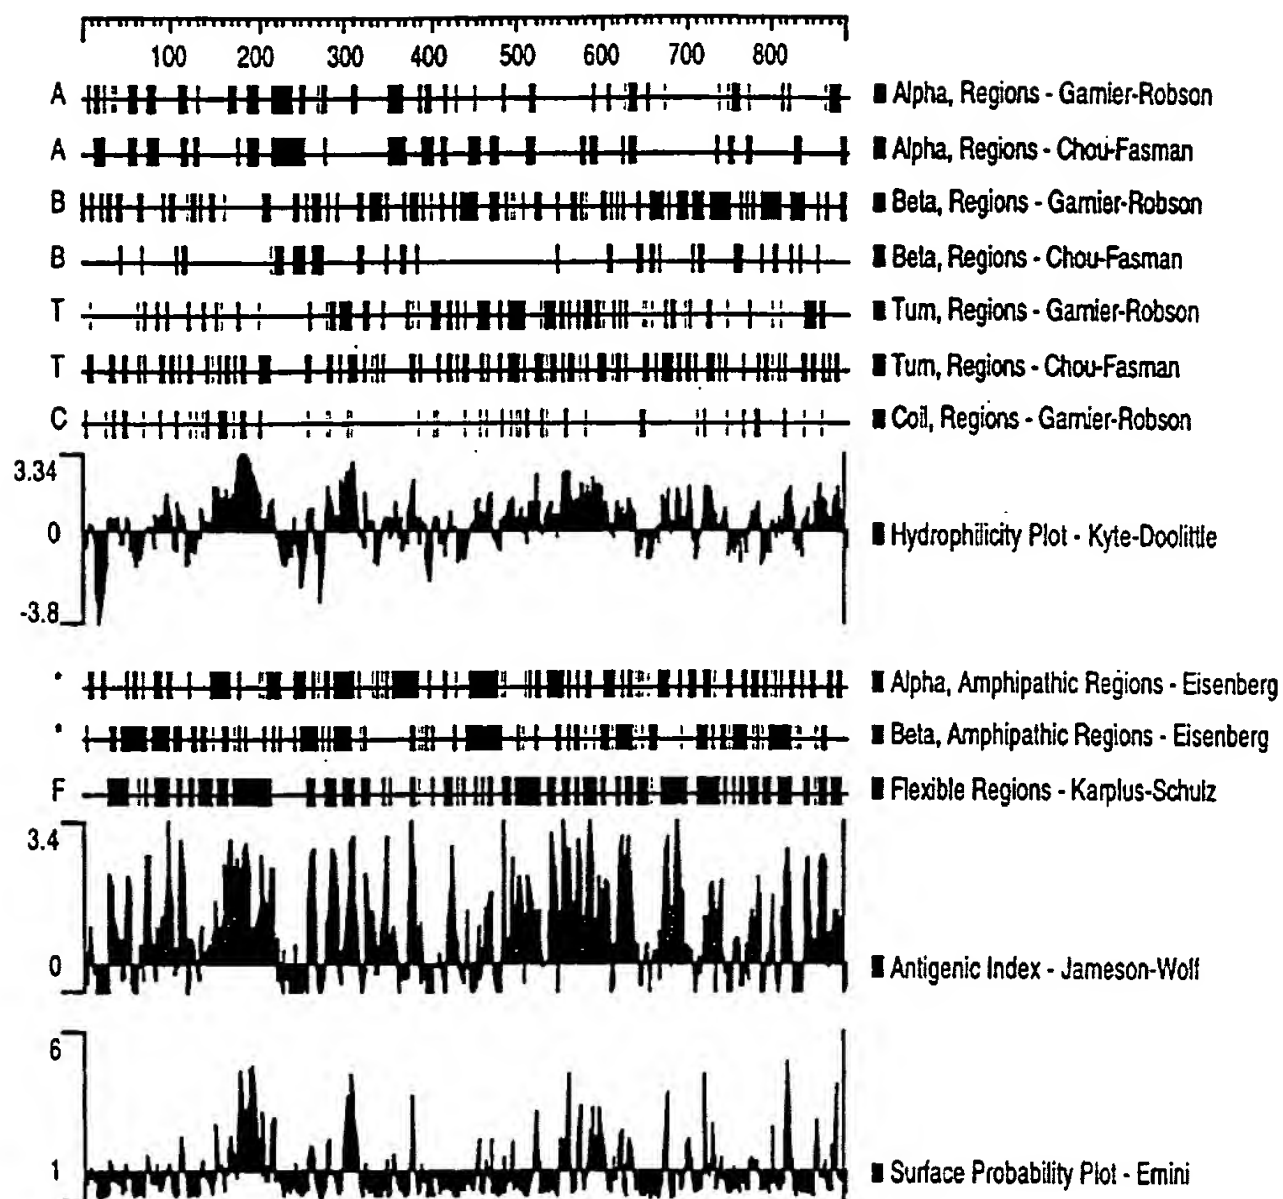 100 200 300 400 500 600 700 800
A Alpha, Regions - Garnier-Robson
A Alpha, Regions - Chou-Fasman
B Beta, Regions - Garnier-Robson
B Beta, Regions - Chou-Fasman
T Turn, Regions - Garnier-Robson
T Turn, Regions - Chou-Fasman
C Coil, Regions - Garnier-Robson
3.34
0 Hydrophilicity Plot - Kyte-Doolittle
-3.8
* Alpha, Amphipathic Regions - Eisenberg
* Beta, Amphipathic Regions - Eisenberg
F Flexible Regions - Karplus-Schulz
3.4
0 Antigenic Index - Jameson-Wolf
6
1 Surface Probability Plot - Emini